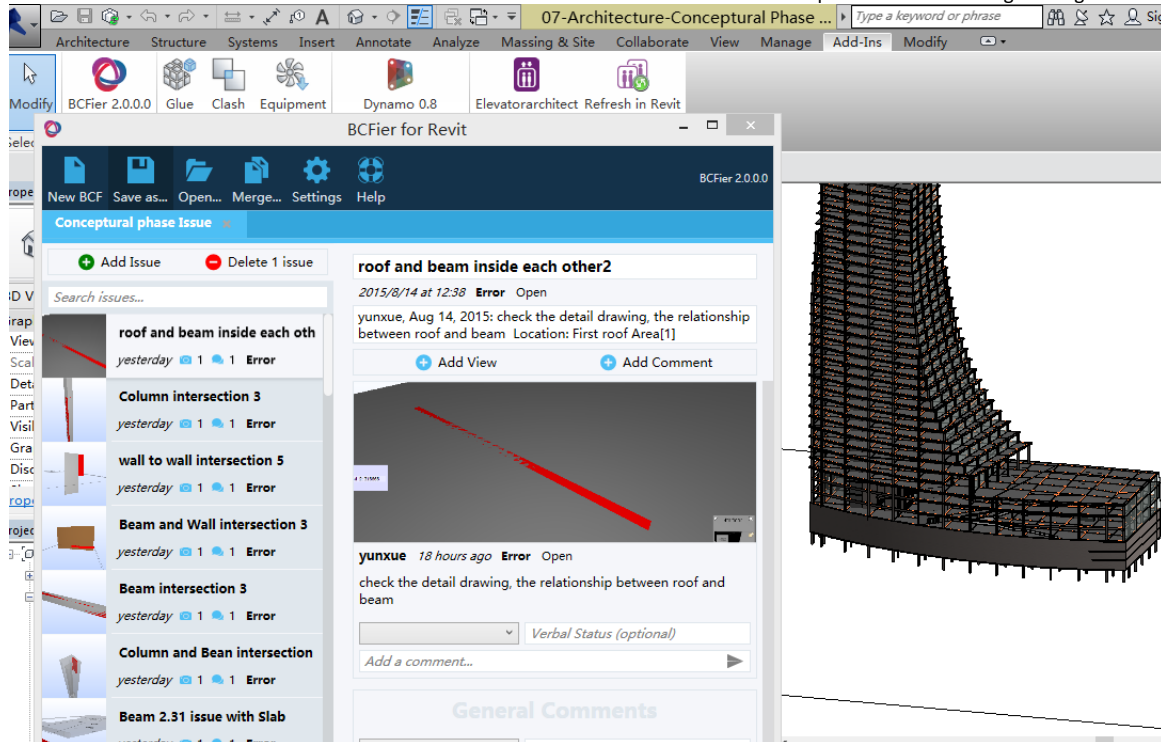 07-Architecture-Conceptual Phase ...
Type a keyword or phrase
Architecture Structure Systems Insert Annotate Analyze Massing & Site Collaborate View Manage Add-Ins Modify
Modify
BCFier 2.0.0.0 Glue Clash Equipment Dynamo 0.8 Elevatorarchitect Refresh in Revit
BCFier for Revit
New BCF Save as... Open... Merge... Settings Help
BCFier 2.0.0.0
Conceptural phase Issue
Add Issue Delete 1 issue
Search issues...
roof and beam inside each oth
yesterday 1 1 Error
Column intersection 3
yesterday 1 1 Error
wall to wall intersection 5
yesterday 1 1 Error
Beam and Wall intersection 3
yesterday 1 1 Error
Beam intersection 3
yesterday 1 1 Error
Column and Bean intersection
yesterday 1 1 Error
Beam 2.31 issue with Slab
roof and beam inside each other2
2015/8/14 at 12:38 Error Open
yunxue, Aug 14, 2015: check the detail drawing, the relationship
between roof and beam Location: First roof Area[1]
Add View Add Comment
yunxue 18 hours ago Error Open
check the detail drawing, the relationship between roof and
beam
Verbal Status (optional)
Add a comment...
General Comments